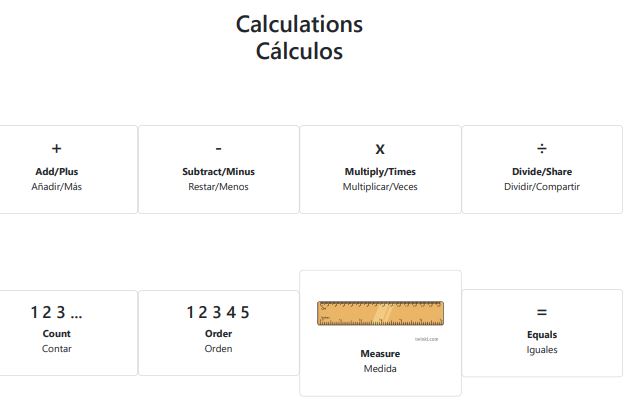 Calculations
Cálculos
+
Add/Plus
Añadir/Más
-
Subtract/Minus
Restar/Menos
x
Multiply/Times
Multiplicar/Veces
÷
Divide/Share
Dividir/Compartir
1 2 3 ...
Count
Contar
1 2 3 4 5
Order
Orden
twinkl.com
Measure
Medida
=
Equals
Iguales